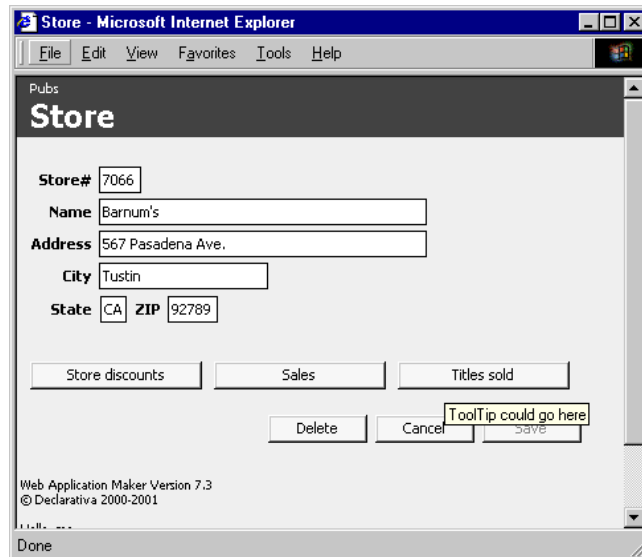 Store - Microsoft Internet Explorer
File Edit View Favorites Tools Help
Pubs
Store
Store# 7066
Name Barnum's
Address 567 Pasadena Ave.
City Tustin
State CA ZIP 92789
Store discounts Sales Titles sold
ToolTip could go here
Delete Cancel Save
Web Application Maker Version 7.3
© Declarativa 2000-2001
Done